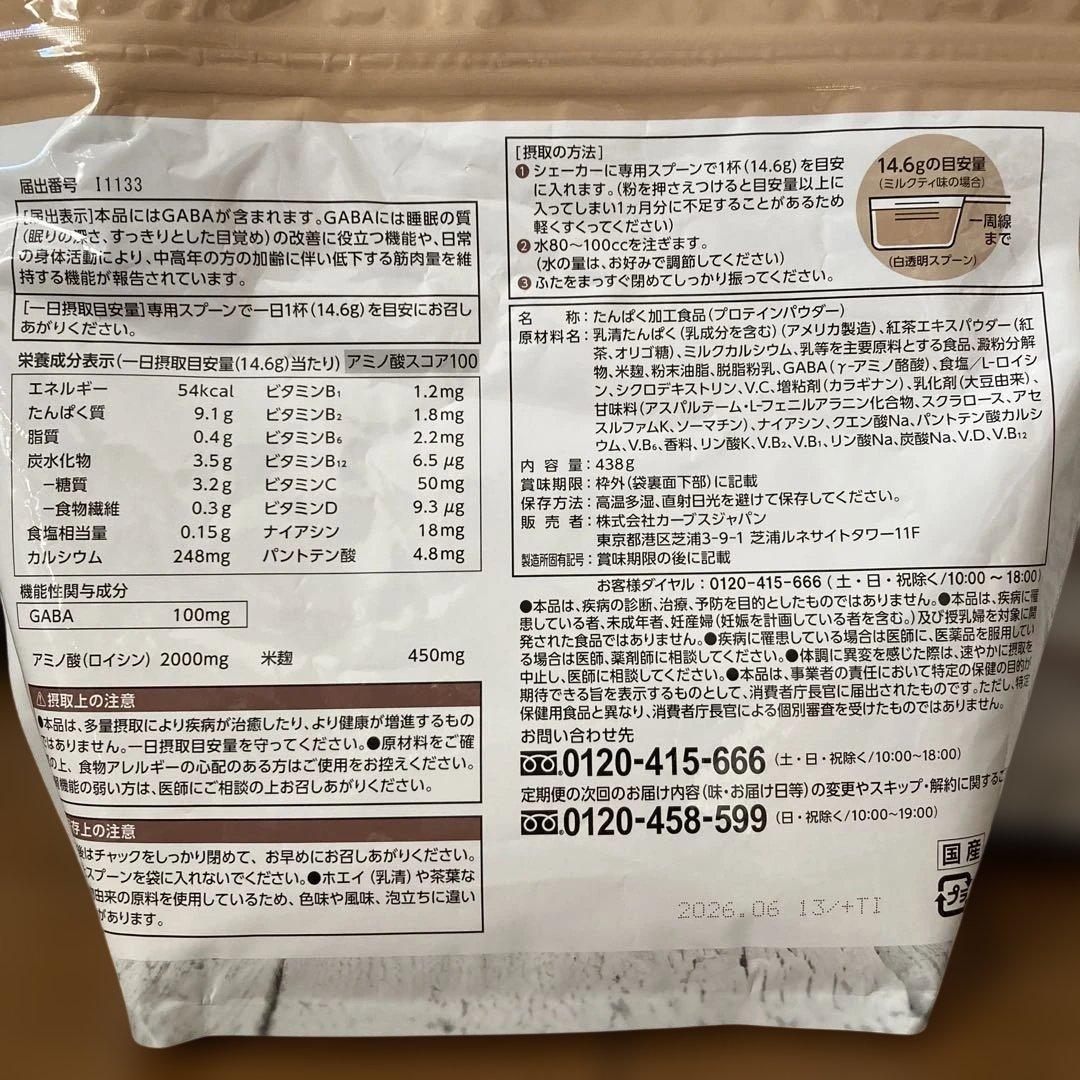 届出番号 I1133
[届出表示]本品にはGABAが含まれます。GABAには睡眠の質
(眠りの深さ、すっきりとした目覚め)の改善に役立つ機能や、日常
の身体活動により、中高年の方の加齢に伴い低下する筋肉量を維
持する機能が報告されています。
[一日摂取目安量]専用スプーンで一日1杯(14.6g)を目安にお召し
あがりください。
栄養成分表示(一日摂取目安量(14.6g)当たり) アミノ酸スコア100
エネルギー 54kcal ビタミンB₁ 1.2mg
たんぱく質 9.1g ビタミンB₂ 1.8mg
脂質 0.4g ビタミンB₆ 2.2mg
炭水化物 3.5g ビタミンB₁₂ 6.5μg
−糖質 3.2g ビタミンC 50mg
−食物繊維 0.3g ビタミンD 9.3μg
食塩相当量 0.15g ナイアシン 18mg
カルシウム 248mg パントテン酸 4.8mg
機能性関与成分
GABA 100mg
アミノ酸(ロイシン) 2000mg 米麹 450mg
⚠摂取上の注意
●本品は、多量摂取により疾病が治癒したり、より健康が増進するもの
ではありません。一日摂取目安量を守ってください。●原材料をご確
の上、食物アレルギーの心配のある方はご使用をお控えください。
機能の弱い方は、医師にご相談の上お召しあがりください。
存上の注意
後はチャックをしっかり閉めて、お早めにお召しあがりください。
スプーンを袋に入れないでください。●ホエイ(乳清)や茶葉な
由来の原料を使用しているため、色味や風味、泡立ちに違い
があります。
[摂取の方法]
❶シェーカーに専用スプーンで1杯(14.6g)を目安
に入れます。(粉を押さえつけると目安量以上に
入ってしまい1ヵ月分に不足することがあるため
軽くすくってください)
❷水80〜100ccを注ぎます。
(水の量は、お好みで調節してください)
❸ふたをまっすぐ閉めてしっかり振ってください。
14.6gの目安量
(ミルクティ味の場合)
一周線
まで
(白透明スプーン)
名称:たんぱく加工食品(プロテインパウダー)
原材料名:乳清たんぱく(乳成分を含む)(アメリカ製造)、紅茶エキスパウダー(紅
茶、オリゴ糖)、ミルクカルシウム、乳等を主要原料とする食品、澱粉分解
物、米麹、粉末油脂、脱脂粉乳、GABA(γ-アミノ酪酸)、食塩/L-ロイシ
ン、シクロデキストリン、V.C、増粘剤(カラギナン)、乳化剤(大豆由来)、
甘味料(アスパルテーム・L-フェニルアラニン化合物、スクラロース、アセ
スルファムK、ソーマチン)、ナイアシン、クエン酸Na、パントテン酸カルシ
ウム、V.B₆、香料、リン酸K、V.B₂、V.B₁、リン酸Na、炭酸Na、V.D、V.B₁₂
内容量:438g
賞味期限:枠外(袋裏面下部)に記載
保存方法:高温多湿、直射日光を避けて保存してください。
販売者:株式会社カーブスジャパン
東京都港区芝浦3-9-1 芝浦ルネサイトタワー11F
製造所固有記号:賞味期限の後に記載
お客様ダイヤル:0120-415-666(土・日・祝除く/10:00〜18:00)
●本品は、疾病の診断、治療、予防を目的としたものではありません。●本品は、疾病に罹
患している者、未成年者、妊産婦(妊娠を計画している者を含む。)及び授乳婦を対象に開
発された食品ではありません。●疾病に罹患している場合は医師に、医薬品を服用してい
る場合は医師、薬剤師に相談してください。●体調に異変を感じた際は、速やかに摂取を
中止し、医師に相談してください。●本品は、事業者の責任において特定の保健の目的が
期待できる旨を表示するものとして、消費者庁長官に届出されたものです。ただし、特定
保健用食品と異なり、消費者庁長官による個別審査を受けたものではありません。
お問い合わせ先
0120-415-666(土・日・祝除く/10:00〜18:00)
定期便の次回のお届け内容(味・お届け日等)の変更やスキップ・解約に関するこ
0120-458-599(日・祝除く/10:00〜19:00)
国産
プラ
2026.06 13/+TI